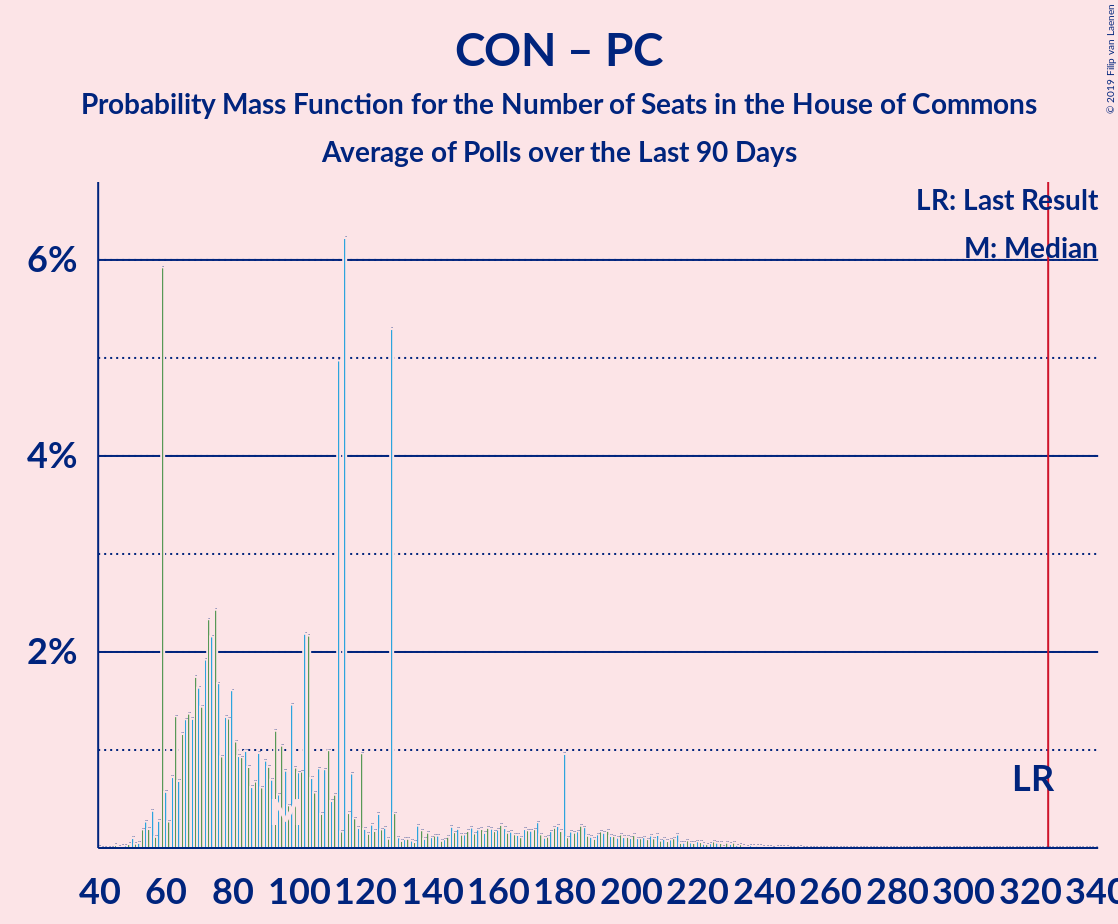 CON – PC
Probability Mass Function for the Number of Seats in the House of Commons
Average of Polls over the Last 90 Days
© 2019 Filip van Laenen
LR: Last Result
M: Median
6%
4%
2%
LR
M
40 60 80 100 120 140 160 180 200 220 240 260 280 300 320 340